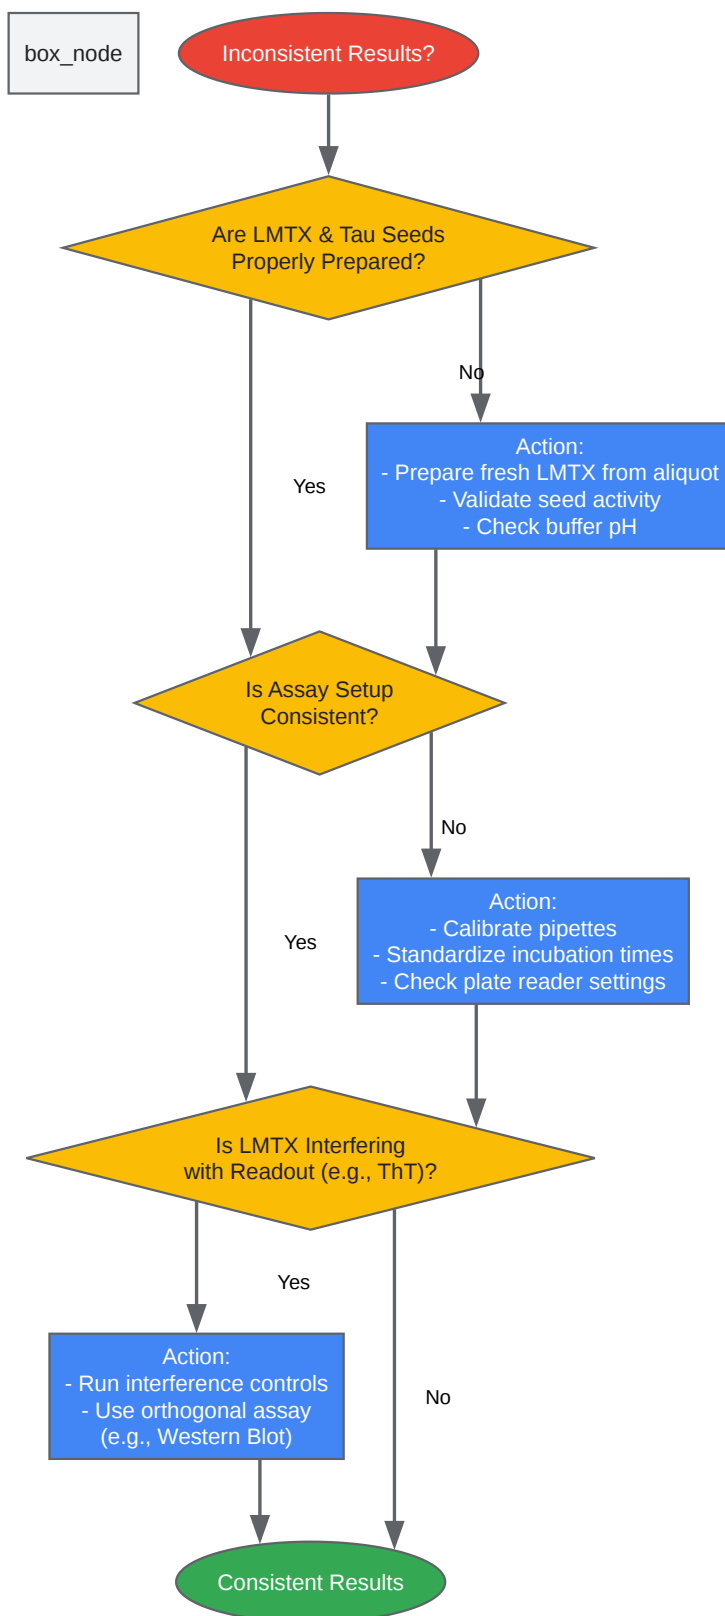 box_node
Inconsistent Results?
Are LMTX & Tau Seeds
Properly Prepared?
No
Action:
- Prepare fresh LMTX from aliquot
- Validate seed activity
- Check buffer pH
Yes
Is Assay Setup
Consistent?
No
Action:
- Calibrate pipettes
- Standardize incubation times
- Check plate reader settings
Yes
Is LMTX Interfering
with Readout (e.g., ThT)?
Yes
Action:
- Run interference controls
- Use orthogonal assay
(e.g., Western Blot)
No
Consistent Results